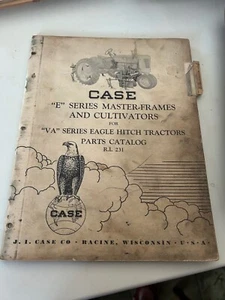 CASE
"E" SERIES MASTER-FRAMES
AND CULTIVATORS
FOR
"VA" SERIES EAGLE HITCH TRACTORS
PARTS CATALOG
R.I. 231
CASE
J. I. CASE CO - RACINE, WISCONSIN - U-S-A-